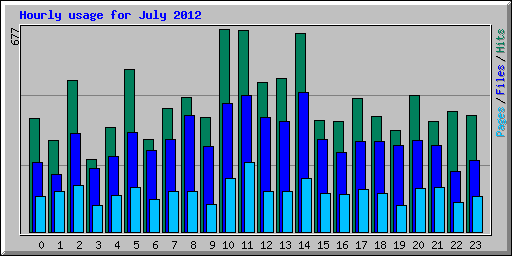 Hourly usage for July 2012
677
Pages/Files/Hits
0 1 2 3 4 5 6 7 8 9 10 11 12 13 14 15 16 17 18 19 20 21 22 23